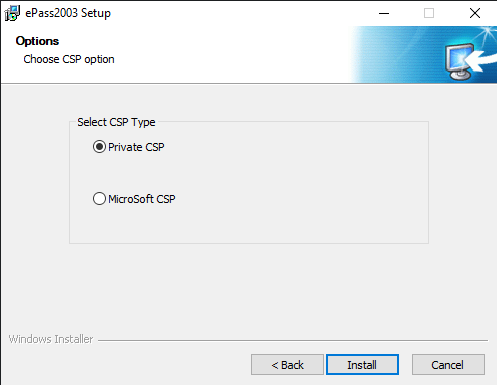 ePass2003 Setup
Options
Choose CSP option
Select CSP Type
Private CSP
MicroSoft CSP
Windows Installer
< Back
Install
Cancel